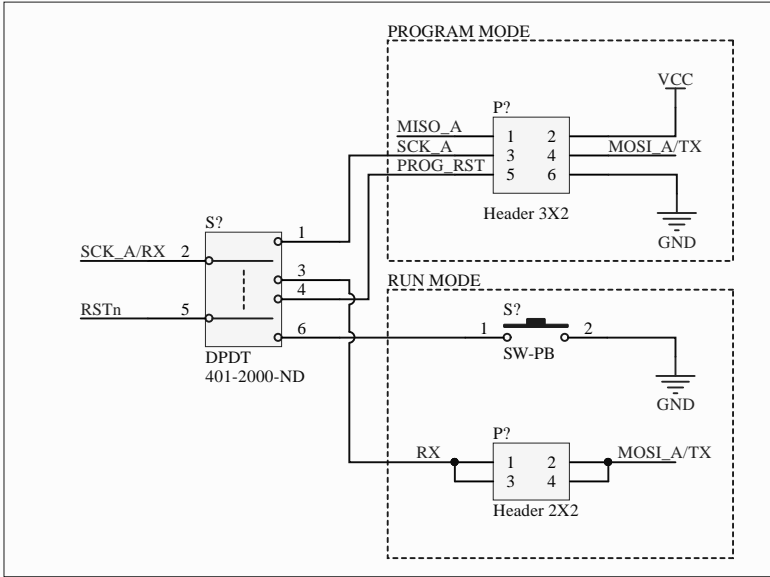 PROGRAM MODE
VCC
P?
MISO_A 1 2
SCK_A 3 4 MOSI_A/TX
PROG_RST 5 6
Header 3X2
GND
S?
1
SCK_A/RX 2
3
4
RSTn 5
6
DPDT
401-2000-ND
RUN MODE
S?
1 2
SW-PB
GND
P?
RX 1 2 MOSI_A/TX
3 4
Header 2X2